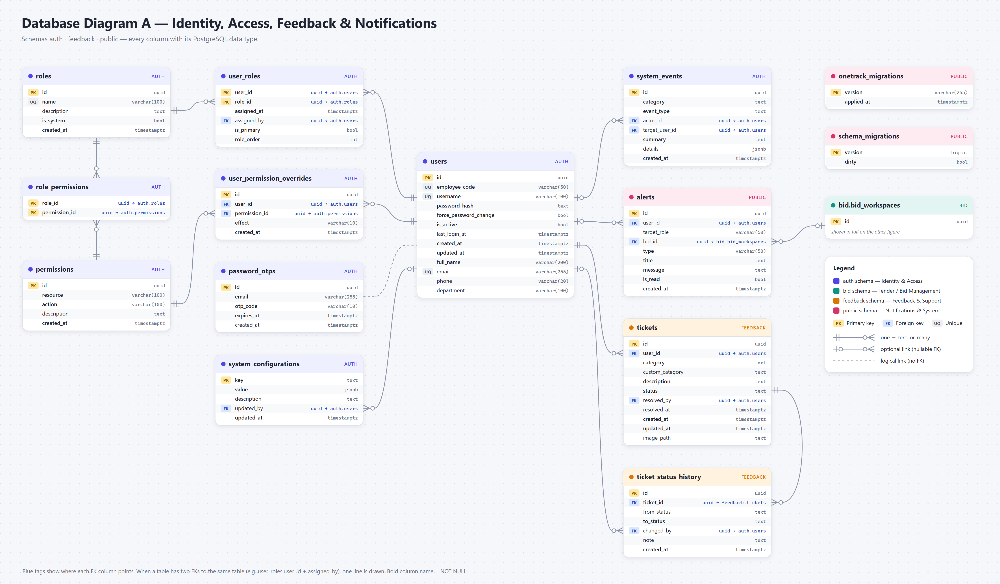 Database Diagram A — Identity, Access, Feedback & Notifications
Schemas auth · feedback · public — every column with its PostgreSQL data type
roles AUTH
PK id uuid
UQ name varchar(100)
description text
is_system bool
created_at timestamptz
role_permissions AUTH
PK role_id uuid → auth.roles
PK permission_id uuid → auth.permissions
permissions AUTH
PK id uuid
resource varchar(100)
action varchar(100)
description text
created_at timestamptz
user_roles AUTH
PK user_id uuid → auth.users
PK role_id uuid → auth.roles
assigned_at timestamptz
FK assigned_by uuid → auth.users
is_primary bool
role_order int
user_permission_overrides AUTH
PK id uuid
FK user_id uuid → auth.users
FK permission_id uuid → auth.permissions
effect varchar(10)
created_at timestamptz
password_otps AUTH
PK id uuid
email varchar(255)
otp_code varchar(10)
expires_at timestamptz
created_at timestamptz
system_configurations AUTH
PK key text
value jsonb
description text
FK updated_by uuid → auth.users
updated_at timestamptz
users AUTH
PK id uuid
UQ employee_code varchar(50)
UQ username varchar(100)
password_hash text
force_password_change bool
is_active bool
last_login_at timestamptz
created_at timestamptz
updated_at timestamptz
full_name varchar(200)
UQ email varchar(255)
phone varchar(20)
department varchar(100)
system_events AUTH
PK id uuid
category text
event_type text
FK actor_id uuid → auth.users
FK target_user_id uuid → auth.users
summary text
details jsonb
created_at timestamptz
alerts PUBLIC
PK id uuid
FK user_id uuid → auth.users
target_role varchar(50)
FK bid_id uuid → bid.bid_workspaces
type varchar(50)
title text
message text
is_read bool
created_at timestamptz
tickets FEEDBACK
PK id uuid
FK user_id uuid → auth.users
category text
custom_category text
description text
status text
FK resolved_by uuid → auth.users
resolved_at timestamptz
created_at timestamptz
updated_at timestamptz
image_path text
ticket_status_history FEEDBACK
PK id uuid
FK ticket_id uuid → feedback.tickets
from_status text
to_status text
FK changed_by uuid → auth.users
note text
created_at timestamptz
onetrack_migrations PUBLIC
PK version varchar(255)
applied_at timestamptz
schema_migrations PUBLIC
PK version bigint
dirty bool
bid.bid_workspaces BID
PK id uuid
shown in full on the other figure
Legend
auth schema — Identity & Access
bid schema — Tender / Bid Management
feedback schema — Feedback & Support
public schema — Notifications & System
PK Primary key FK Foreign key UQ Unique
one → zero-or-many
optional link (nullable FK)
logical link (no FK)
Blue tags show where each FK column points. When a table has two FKs to the same table (e.g. user_roles.user_id + assigned_by), one line is drawn. Bold column name = NOT NULL.